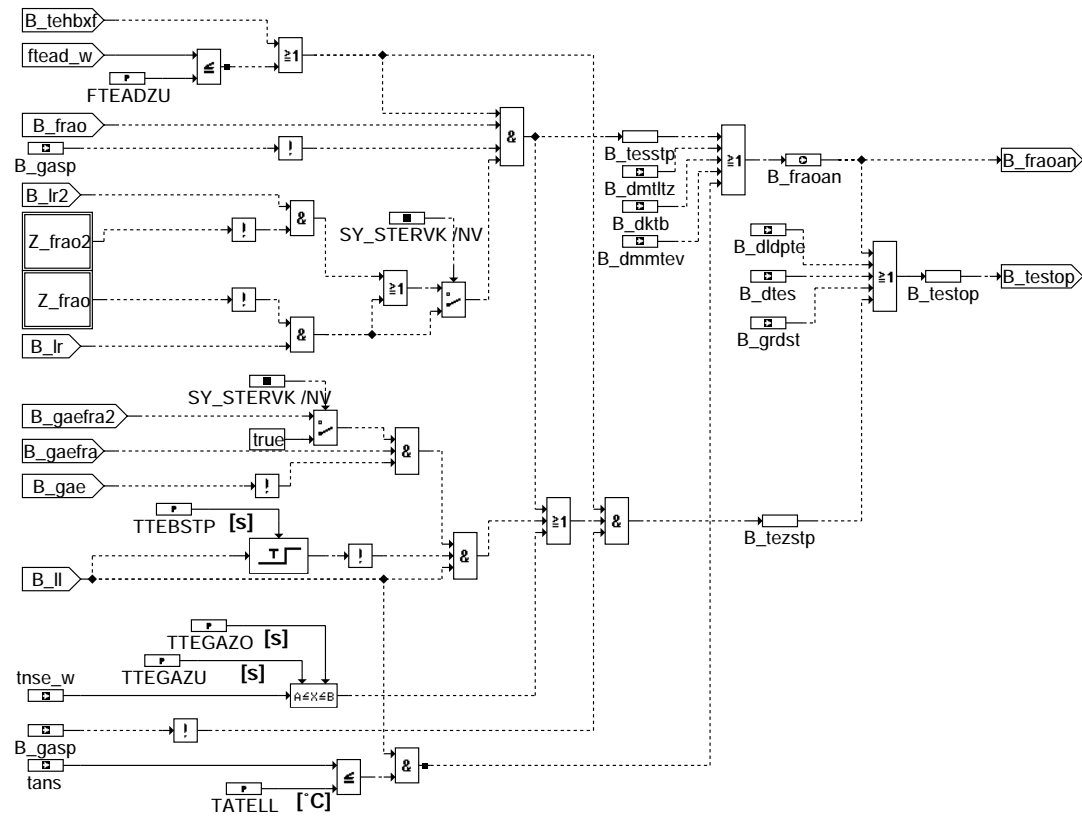 B_tehbxf
ftead_w
≤
≥1
P
FTEADZU
B_frao
B_gasp
!
&
B_lr2
Z_frao2
!
&
SY_STERVK /NV
Z_frao
!
≥1
&
B_lr
B_tesstp
B_dmtltz
B_dktb
B_dmmtev
≥1
B_fraoan
B_fraoan
B_dldpte
B_dtes
B_grdst
≥1
B_testop
B_testop
SY_STERVK /NV
B_gaefra2
true
B_gaefra
&
B_gae
!
P
TTEBSTP [s]
T
!
&
B_ll
≥1
&
B_tezstp
P
TTEGAZO [s]
P
TTEGAZU [s]
tnse_w
A≤X≤B
B_gasp
!
tans
≤
&
P
TATELL [°C]